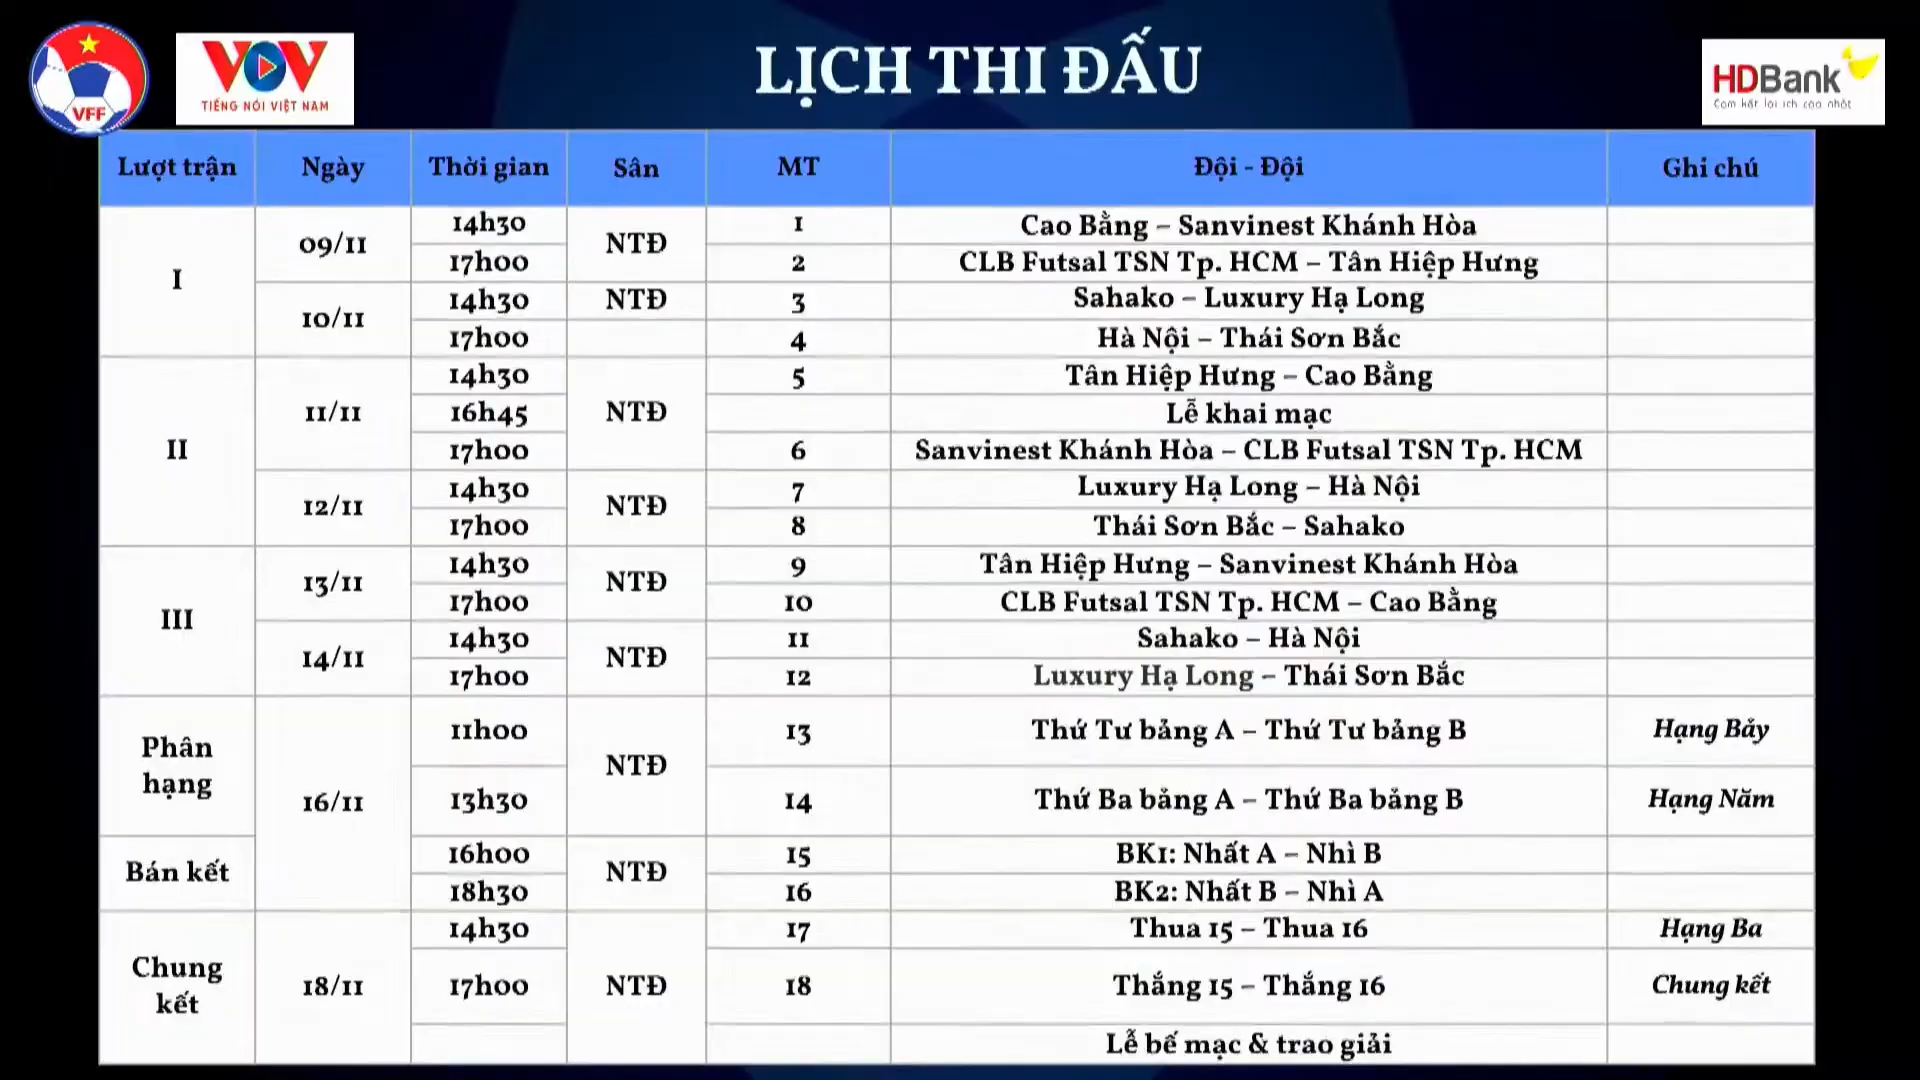 VFF
VOV
TIẾNG NÓI VIỆT NAM
LỊCH THI ĐẤU
HDBank
Cam kết lợi ích cao nhất
Lượt trận Ngày Thời gian Sân MT Đội - Đội Ghi chú
I 09/11 14h30 NTĐ 1 Cao Bằng – Sanvinest Khánh Hòa
17h00 2 CLB Futsal TSN Tp. HCM – Tân Hiệp Hưng
10/11 14h30 NTĐ 3 Sahako – Luxury Hạ Long
17h00 4 Hà Nội – Thái Sơn Bắc
II 11/11 14h30 NTĐ 5 Tân Hiệp Hưng – Cao Bằng
16h45 Lễ khai mạc
17h00 6 Sanvinest Khánh Hòa – CLB Futsal TSN Tp. HCM
12/11 14h30 NTĐ 7 Luxury Hạ Long – Hà Nội
17h00 8 Thái Sơn Bắc – Sahako
III 13/11 14h30 NTĐ 9 Tân Hiệp Hưng – Sanvinest Khánh Hòa
17h00 10 CLB Futsal TSN Tp. HCM – Cao Bằng
14/11 14h30 NTĐ 11 Sahako – Hà Nội
17h00 12 Luxury Hạ Long – Thái Sơn Bắc
Phân hạng 16/11 11h00 NTĐ 13 Thứ Tư bảng A – Thứ Tư bảng B Hạng Bảy
13h30 14 Thứ Ba bảng A – Thứ Ba bảng B Hạng Năm
Bán kết 16h00 NTĐ 15 BK1: Nhất A – Nhì B
18h30 16 BK2: Nhất B – Nhì A
Chung kết 18/11 14h30 NTĐ 17 Thua 15 – Thua 16 Hạng Ba
17h00 18 Thắng 15 – Thắng 16 Chung kết
Lễ bế mạc & trao giải